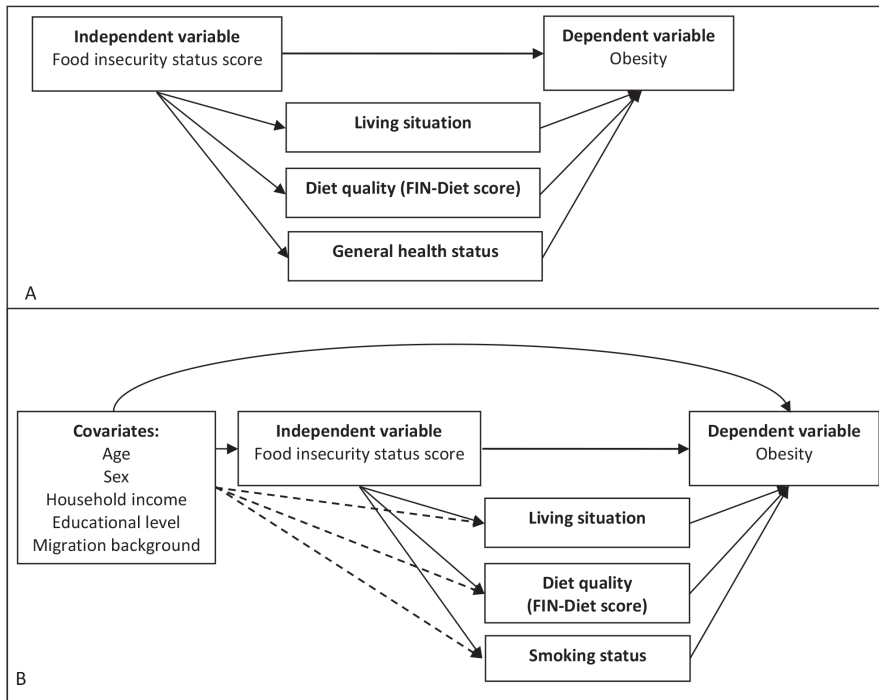 Independent variable
Food insecurity status score
Dependent variable
Obesity
Living situation
Diet quality (FIN-Diet score)
General health status
A
Covariates:
Age
Sex
Household income
Educational level
Migration background
Independent variable
Food insecurity status score
Dependent variable
Obesity
Living situation
Diet quality
(FIN-Diet score)
Smoking status
B